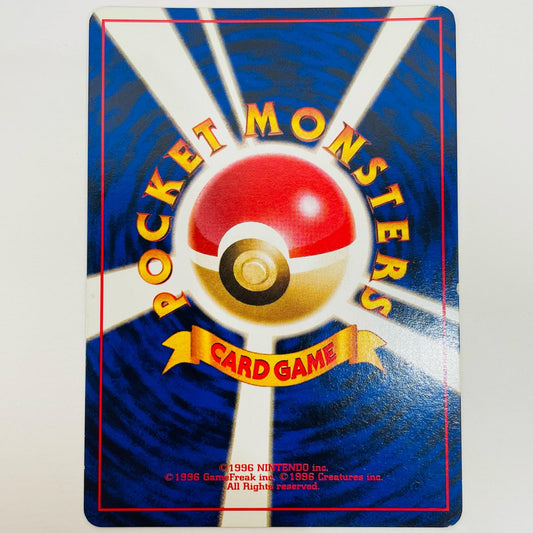 POCKET MONSTERS
CARD GAME
©1996 NINTENDO inc.
©1996 GameFreak inc. ©1996 Creatures inc.
All Rights reserved.